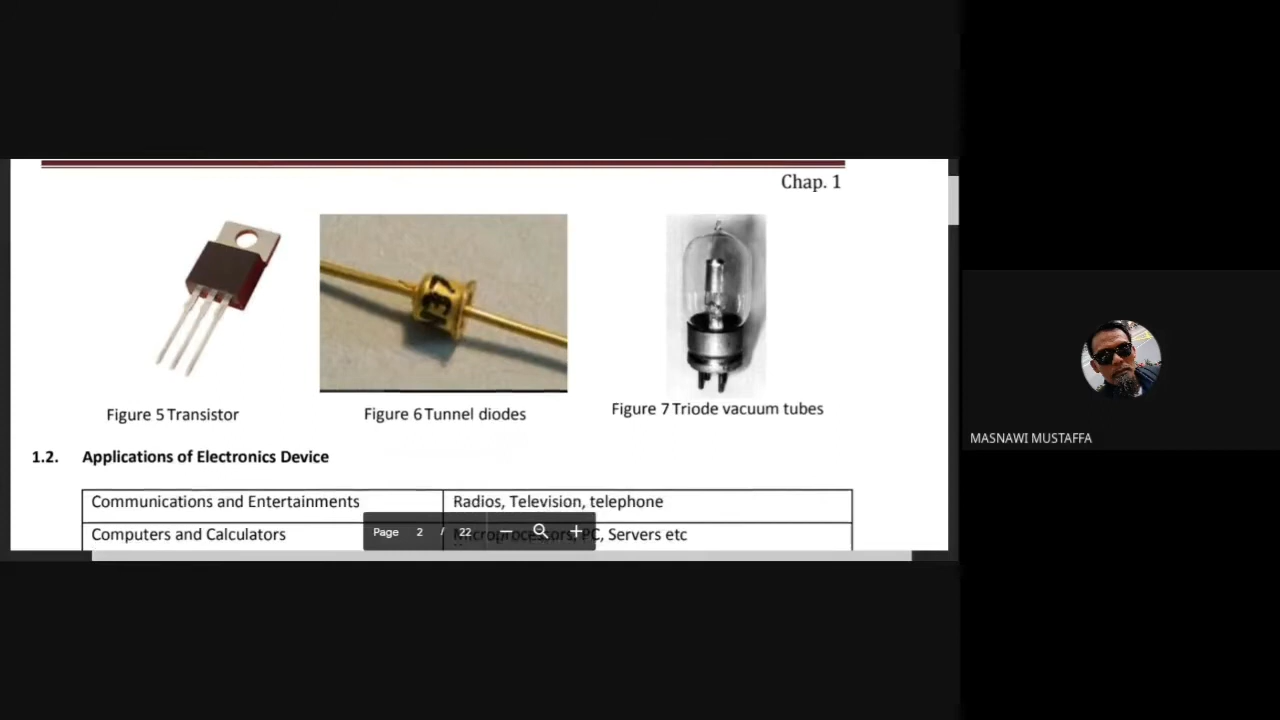 Chap. 1
Figure 5 Transistor
Figure 6 Tunnel diodes
Figure 7 Triode vacuum tubes
1.2. Applications of Electronics Device
Communications and Entertainments Radios, Television, telephone
Computers and Calculators Microprocessors, PC, Servers etc
Page 2 / 22
MASNAWI MUSTAFFA